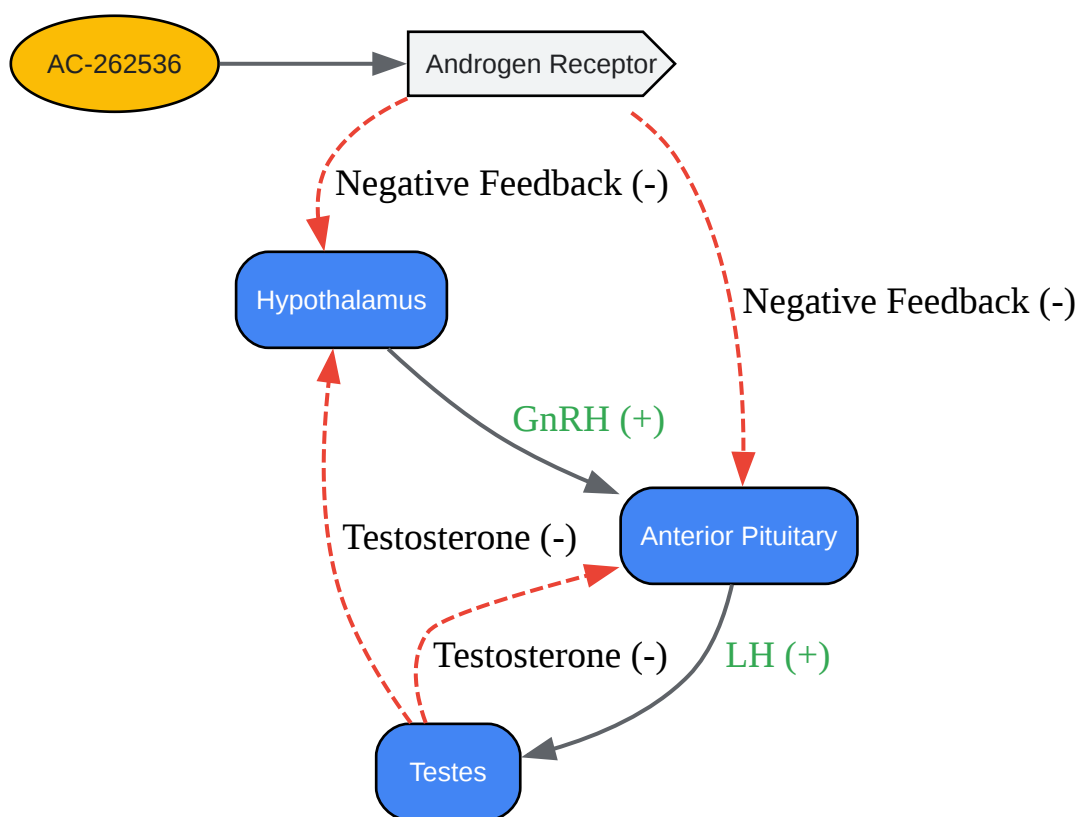 AC-262536
Androgen Receptor
Negative Feedback (-)
Hypothalamus
Negative Feedback (-)
GnRH (+)
Testosterone (-)
Anterior Pituitary
Testosterone (-)
LH (+)
Testes